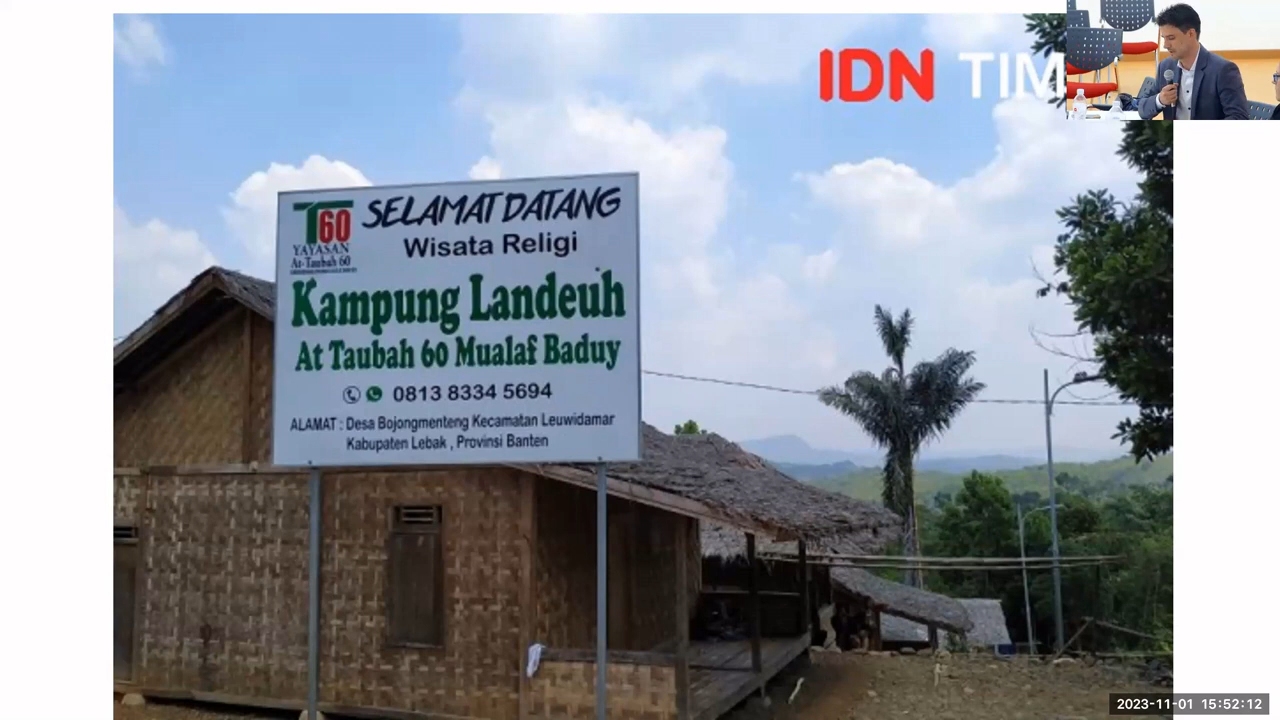 IDN TIM
T60
YAYASAN
At-Taubah 60
SELAMAT DATANG
Wisata Religi
Kampung Landeuh
At Taubah 60 Mualaf Baduy
0813 8334 5694
ALAMAT : Desa Bojongmenteng Kecamatan Leuwidamar
Kabupaten Lebak , Provinsi Banten
2023-11-01 15:52:12